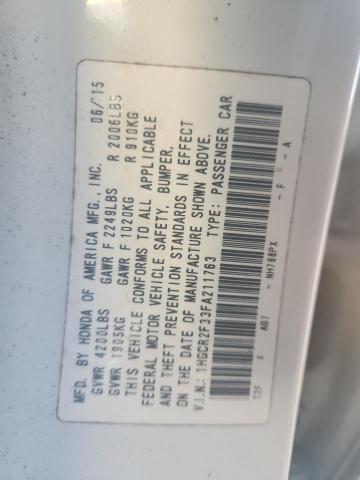 MFD. BY HONDA OF AMERICA MFG., INC. 06/15
GVWR 4200LBS GAWR F 2249LBS R 2006LBS
GVWR 1905KG GAWR F 1020KG R 910KG
THIS VEHICLE CONFORMS TO ALL APPLICABLE
FEDERAL MOTOR VEHICLE SAFETY, BUMPER,
AND THEFT PREVENTION STANDARDS IN EFFECT
ON THE DATE OF MANUFACTURE SHOWN ABOVE.
V.I.N.: 1HGCR2F33FA211763 TYPE: PASSENGER CAR
T2F AB7 NH788PX
F - F - A